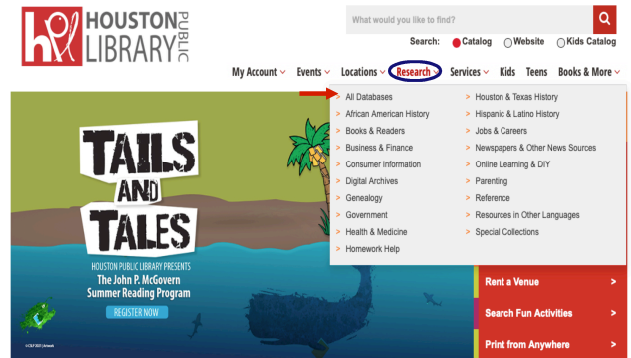 HOUSTON
LIBRARY
PUBLIC
hpl
What would you like to find?
Search: Catalog Website Kids Catalog
My Account Events Locations Research Services Kids Teens Books & More
> All Databases
> African American History
> Books & Readers
> Business & Finance
> Consumer Information
> Digital Archives
> Genealogy
> Government
> Health & Medicine
> Homework Help
> Houston & Texas History
> Hispanic & Latino History
> Jobs & Careers
> Newspapers & Other News Sources
> Online Learning & DIY
> Parenting
> Reference
> Resources in Other Languages
> Special Collections
TAILS
AND
TALES
HOUSTON PUBLIC LIBRARY PRESENTS
The John P. McGovern
Summer Reading Program
REGISTER NOW
Rent a Venue >
Search Fun Activities >
Print from Anywhere >